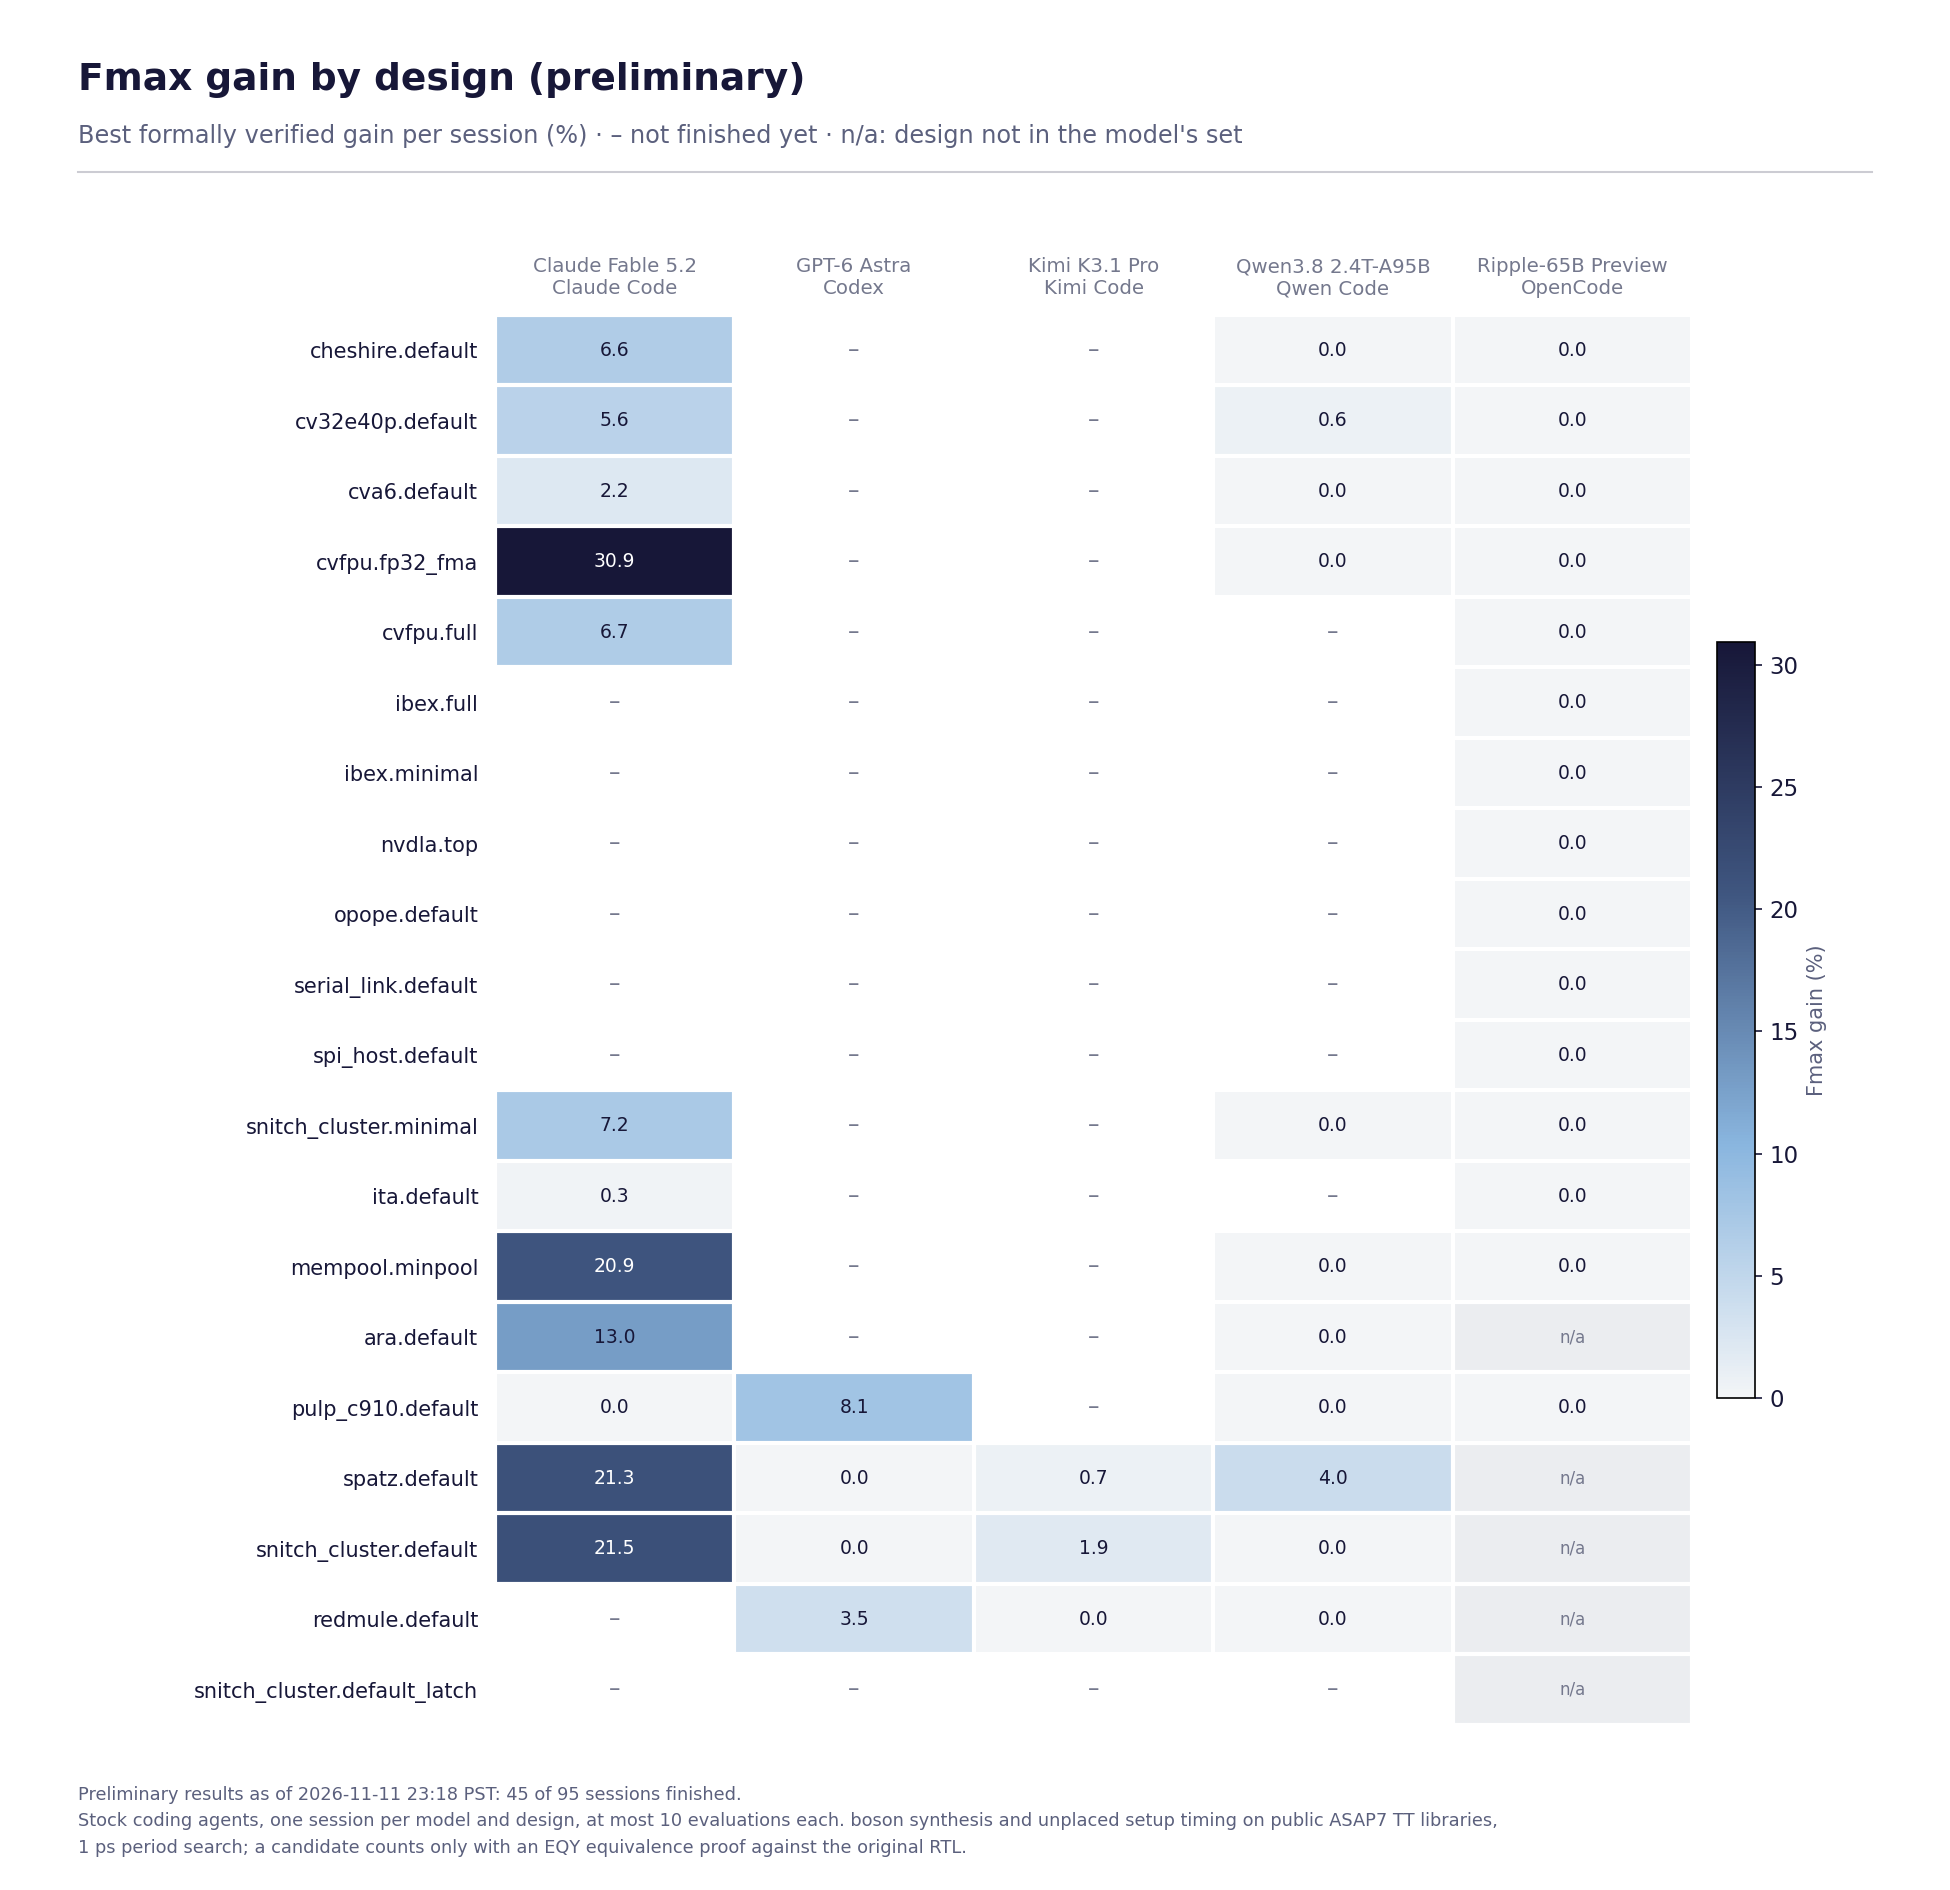 Fmax gain by design (preliminary)
Best formally verified gain per session (%) · – not finished yet · n/a: design not in the model's set
Claude Fable 5.2 GPT-6 Astra Kimi K3.1 Pro Qwen3.8 2.4T-A95B Ripple-65B Preview
Claude Code Codex Kimi Code Qwen Code OpenCode
cheshire.default 6.6 – – 0.0 0.0
cv32e40p.default 5.6 – – 0.6 0.0
cva6.default 2.2 – – 0.0 0.0
cvfpu.fp32_fma 30.9 – – 0.0 0.0
cvfpu.full 6.7 – – – 0.0
ibex.full – – – – 0.0
ibex.minimal – – – – 0.0
nvdla.top – – – – 0.0
opope.default – – – – 0.0
serial_link.default – – – – 0.0
spi_host.default – – – – 0.0
snitch_cluster.minimal 7.2 – – 0.0 0.0
ita.default 0.3 – – – 0.0
mempool.minpool 20.9 – – 0.0 0.0
ara.default 13.0 – – 0.0 n/a
pulp_c910.default 0.0 8.1 – 0.0 0.0
spatz.default 21.3 0.0 0.7 4.0 n/a
snitch_cluster.default 21.5 0.0 1.9 0.0 n/a
redmule.default – 3.5 0.0 0.0 n/a
snitch_cluster.default_latch – – – – n/a
30
25
20
15
10
5
0
Fmax gain (%)
Preliminary results as of 2026-11-11 23:18 PST: 45 of 95 sessions finished.
Stock coding agents, one session per model and design, at most 10 evaluations each. boson synthesis and unplaced setup timing on public ASAP7 TT libraries,
1 ps period search; a candidate counts only with an EQY equivalence proof against the original RTL.